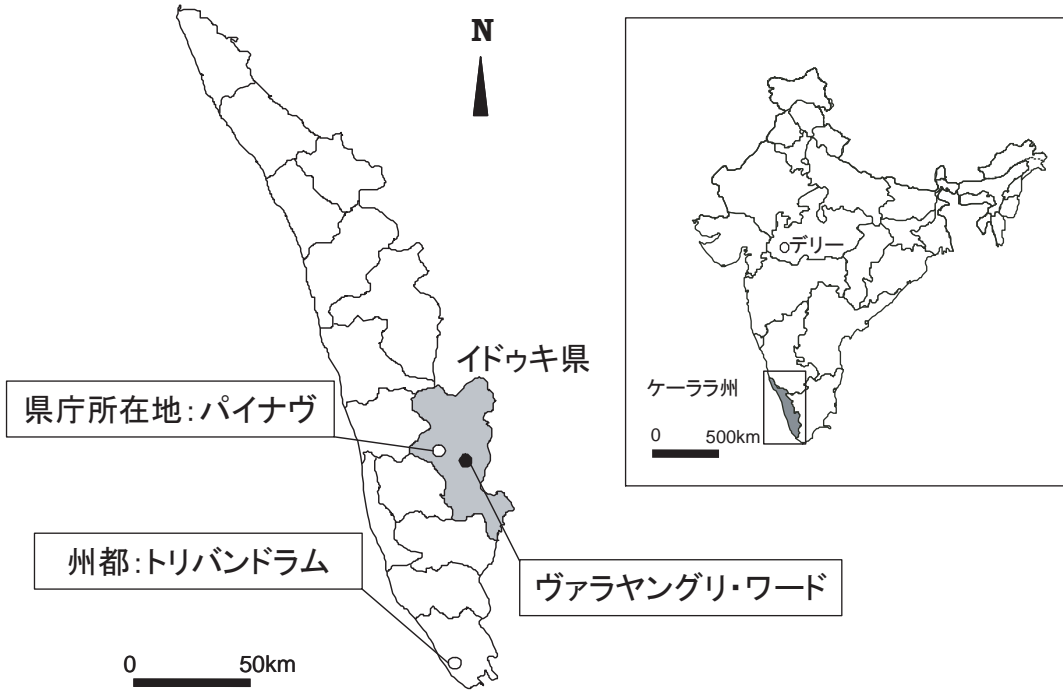 N
デリー
イドゥキ県
ケーララ州
県庁所在地：パイナヴ
0 500km
州都：トリバンドラム
ヴァラヤングリ・ワード
0 50km